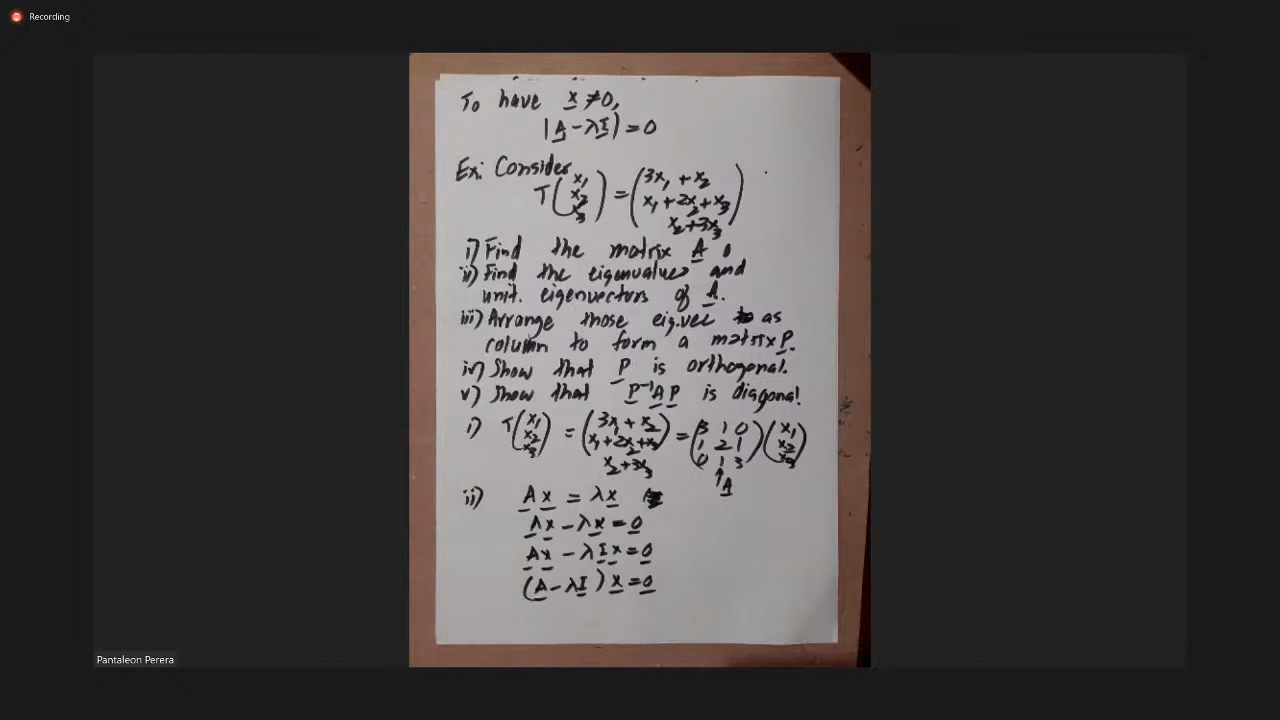 Recording
To have x ≠ 0,
|A - λI| = 0
Ex: Consider
T(x₁ x₂ x₃) = (3x₁ + x₂
x₁ + 2x₂ + x₃
x₂ + 3x₃)
i) Find the matrix A
ii) Find the eigenvalues and
unit. eigenvectors of A.
iii) Arrange those eig.vec as
column to form a matrix P.
iv) Show that P is orthogonal.
v) Show that P⁻¹AP is diagonal.
i) T(x₁ x₂ x₃) = (3x₁ + x₂ x₁ + 2x₂ + x₃ x₂ + 3x₃) = (3 1 0 1 2 1 0 1 3)(x₁ x₂ x₃)
↑A
ii) Ax = λx
Ax - λx = 0
Ax - λIx = 0
(A - λI)x = 0
Pantaleon Perera